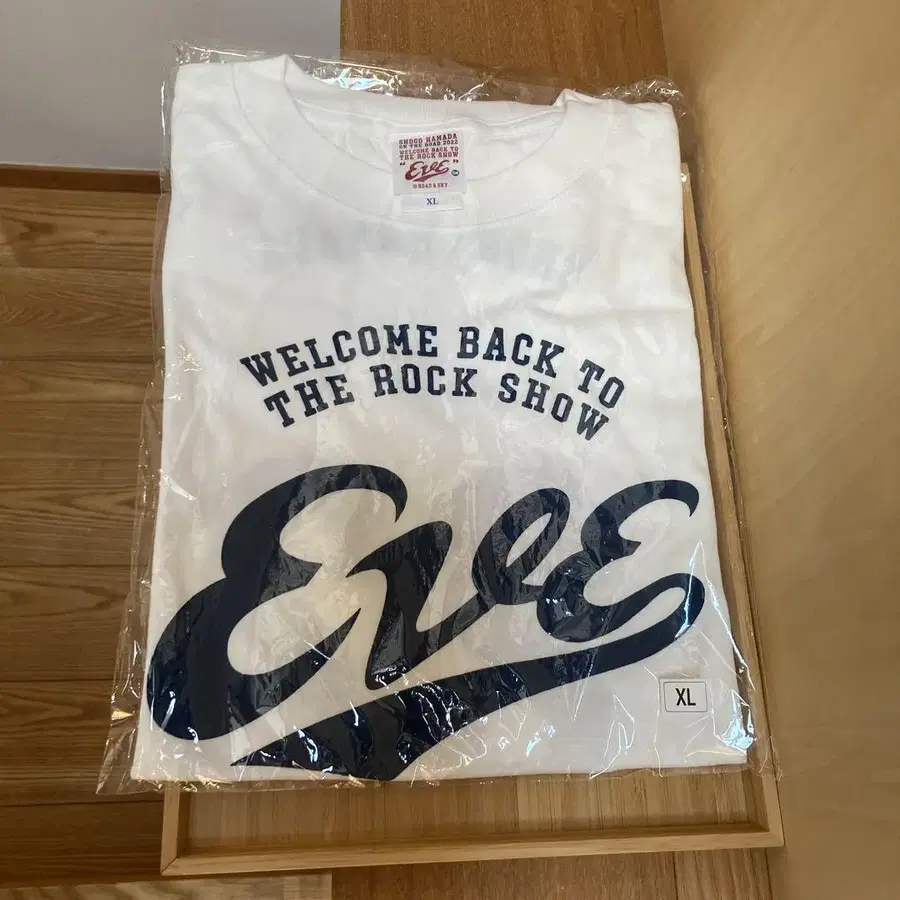 SHOGO HAMADA
ON THE ROAD 2022
WELCOME BACK TO
THE ROCK SHOW
"EVE"
© ROAD & SKY
XL
WELCOME BACK TO
THE ROCK SHOW
EVE
XL